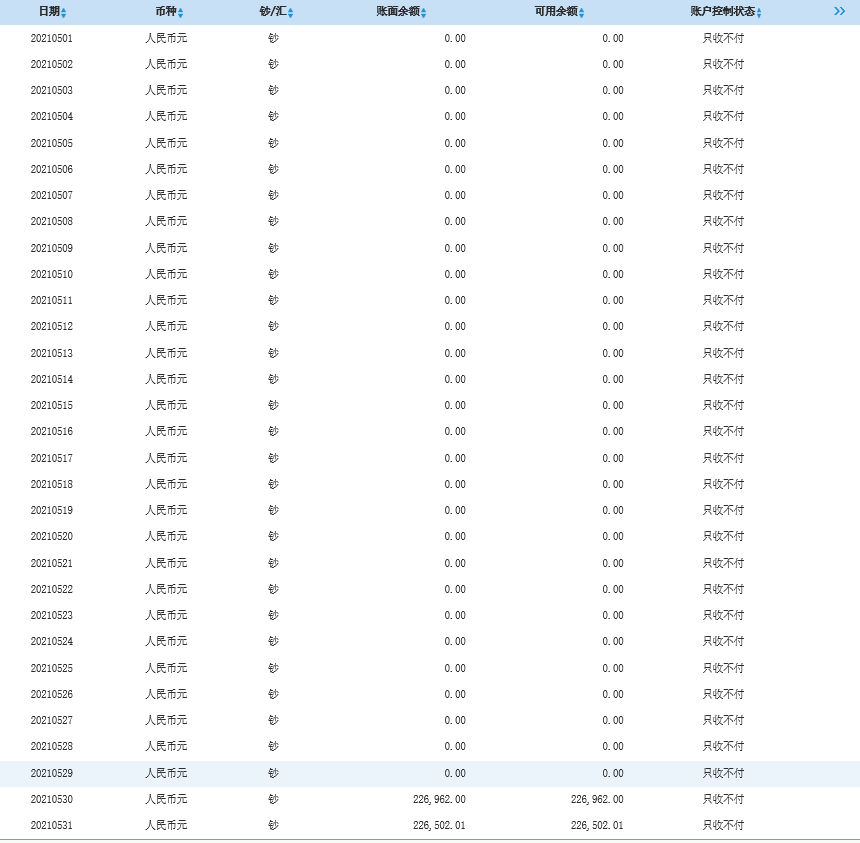 日期 币种 钞/汇 账面余额 可用余额 账户控制状态
20210501 人民币元 钞 0.00 0.00 只收不付
20210502 人民币元 钞 0.00 0.00 只收不付
20210503 人民币元 钞 0.00 0.00 只收不付
20210504 人民币元 钞 0.00 0.00 只收不付
20210505 人民币元 钞 0.00 0.00 只收不付
20210506 人民币元 钞 0.00 0.00 只收不付
20210507 人民币元 钞 0.00 0.00 只收不付
20210508 人民币元 钞 0.00 0.00 只收不付
20210509 人民币元 钞 0.00 0.00 只收不付
20210510 人民币元 钞 0.00 0.00 只收不付
20210511 人民币元 钞 0.00 0.00 只收不付
20210512 人民币元 钞 0.00 0.00 只收不付
20210513 人民币元 钞 0.00 0.00 只收不付
20210514 人民币元 钞 0.00 0.00 只收不付
20210515 人民币元 钞 0.00 0.00 只收不付
20210516 人民币元 钞 0.00 0.00 只收不付
20210517 人民币元 钞 0.00 0.00 只收不付
20210518 人民币元 钞 0.00 0.00 只收不付
20210519 人民币元 钞 0.00 0.00 只收不付
20210520 人民币元 钞 0.00 0.00 只收不付
20210521 人民币元 钞 0.00 0.00 只收不付
20210522 人民币元 钞 0.00 0.00 只收不付
20210523 人民币元 钞 0.00 0.00 只收不付
20210524 人民币元 钞 0.00 0.00 只收不付
20210525 人民币元 钞 0.00 0.00 只收不付
20210526 人民币元 钞 0.00 0.00 只收不付
20210527 人民币元 钞 0.00 0.00 只收不付
20210528 人民币元 钞 0.00 0.00 只收不付
20210529 人民币元 钞 0.00 0.00 只收不付
20210530 人民币元 钞 226,962.00 226,962.00 只收不付
20210531 人民币元 钞 226,502.01 226,502.01 只收不付